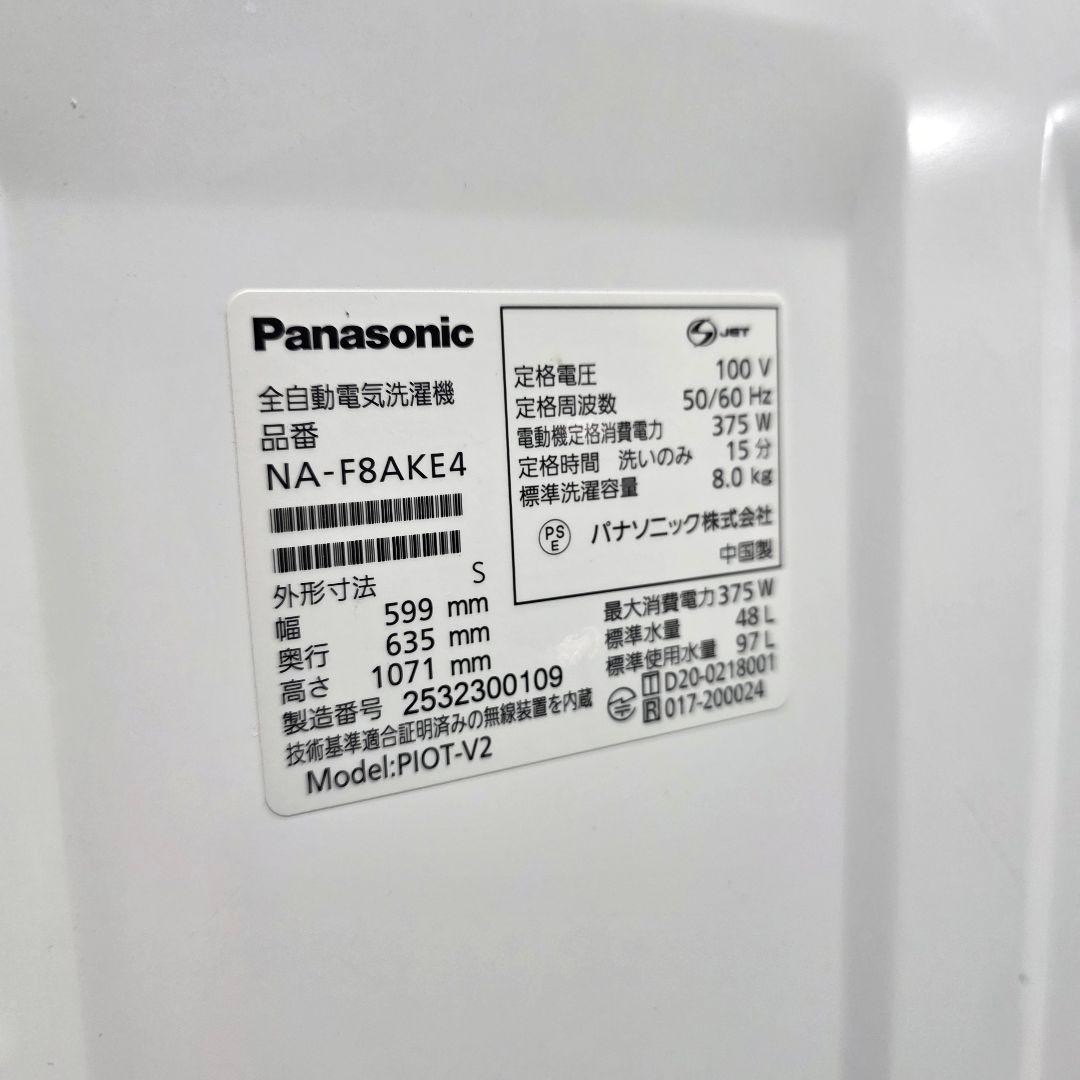 Panasonic
全自動電気洗濯機
品番
NA-F8AKE4
外形寸法 S
幅 599 mm
奥行 635 mm
高さ 1071 mm
製造番号 2532300109
技術基準適合証明済みの無線装置を内蔵
Model:PIOT-V2
JET
定格電圧 100 V
定格周波数 50/60 Hz
電動機定格消費電力 375 W
定格時間 洗いのみ 15 分
標準洗濯容量 8.0 kg
PS
E
パナソニック株式会社
中国製
最大消費電力 375 W
標準水量 48 L
標準使用水量 97 L
T D20-0218001
R 017-200024